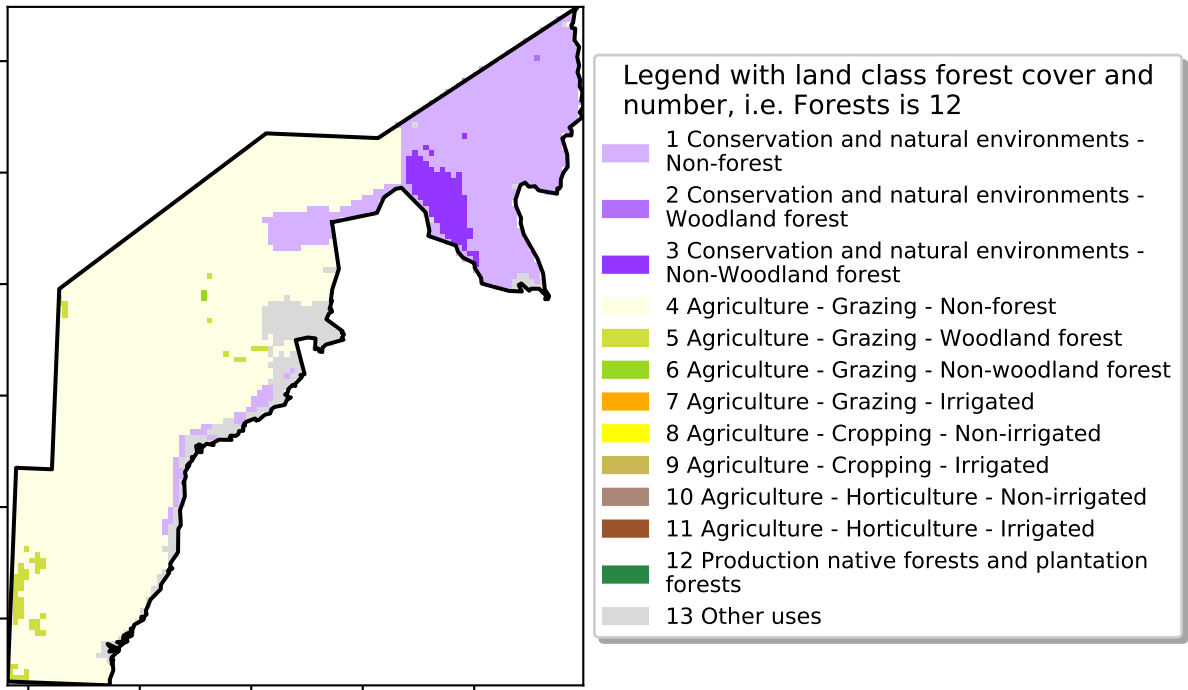 Legend with land class forest cover and
number, i.e. Forests is 12
1 Conservation and natural environments -
Non-forest
2 Conservation and natural environments -
Woodland forest
3 Conservation and natural environments -
Non-Woodland forest
4 Agriculture - Grazing - Non-forest
5 Agriculture - Grazing - Woodland forest
6 Agriculture - Grazing - Non-woodland forest
7 Agriculture - Grazing - Irrigated
8 Agriculture - Cropping - Non-irrigated
9 Agriculture - Cropping - Irrigated
10 Agriculture - Horticulture - Non-irrigated
11 Agriculture - Horticulture - Irrigated
12 Production native forests and plantation
forests
13 Other uses